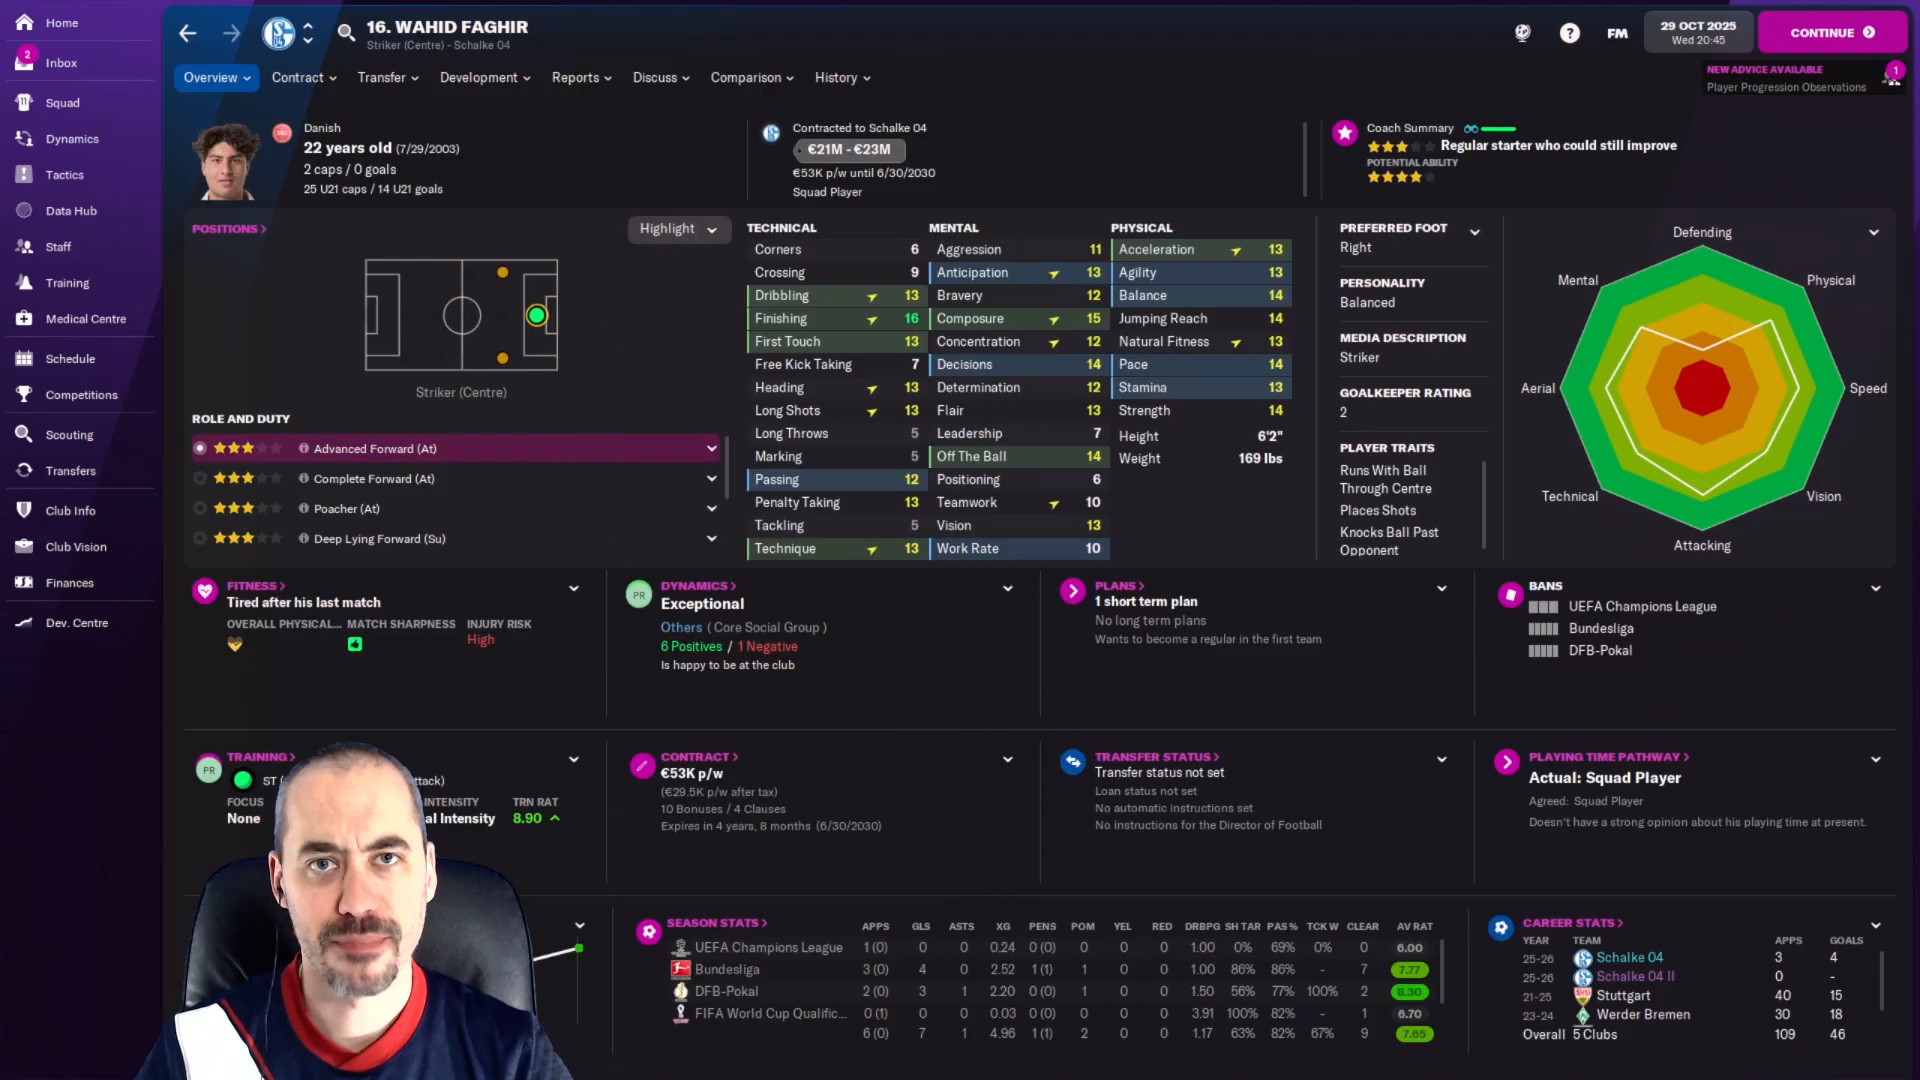 Home
2
Inbox
Squad
Dynamics
Tactics
Data Hub
Staff
Training
Medical Centre
Schedule
Competitions
Scouting
Transfers
Club Info
Club Vision
Finances
Dev. Centre
16. WAHID FAGHIR
Striker (Centre) - Schalke 04
?
FM
29 OCT 2025
Wed 20:45
CONTINUE
Overview
Contract
Transfer
Development
Reports
Discuss
Comparison
History
NEW ADVICE AVAILABLE
Player Progression Observations
1
Danish
22 years old (7/29/2003)
2 caps / 0 goals
25 U21 caps / 14 U21 goals
Contracted to Schalke 04
€21M - €23M
€53K p/w until 6/30/2030
Squad Player
Coach Summary
Regular starter who could still improve
POTENTIAL ABILITY
POSITIONS >
Highlight
Striker (Centre)
ROLE AND DUTY
Advanced Forward (At)
Complete Forward (At)
Poacher (At)
Deep Lying Forward (Su)
TECHNICAL
Corners 6
Crossing 9
Dribbling 13
Finishing 16
First Touch 13
Free Kick Taking 7
Heading 13
Long Shots 13
Long Throws 5
Marking 5
Passing 12
Penalty Taking 13
Tackling 5
Technique 13
MENTAL
Aggression 11
Anticipation 13
Bravery 12
Composure 15
Concentration 12
Decisions 14
Determination 12
Flair 13
Leadership 7
Off The Ball 14
Positioning 6
Teamwork 10
Vision 13
Work Rate 10
PHYSICAL
Acceleration 13
Agility 13
Balance 14
Jumping Reach 14
Natural Fitness 13
Pace 14
Stamina 13
Strength 14
Height 6'2"
Weight 169 lbs
PREFERRED FOOT
Right
PERSONALITY
Balanced
MEDIA DESCRIPTION
Striker
GOALKEEPER RATING
2
PLAYER TRAITS
Runs With Ball
Through Centre
Places Shots
Knocks Ball Past
Opponent
Defending
Mental
Physical
Aerial
Speed
Technical
Vision
Attacking
FITNESS >
Tired after his last match
OVERALL PHYSICAL... MATCH SHARPNESS INJURY RISK
High
PR
DYNAMICS >
Exceptional
Others ( Core Social Group )
6 Positives / 1 Negative
Is happy to be at the club
PLANS >
1 short term plan
No long term plans
Wants to become a regular in the first team
BANS
UEFA Champions League
Bundesliga
DFB-Pokal
PR
TRAINING >
ST ( ttack)
FOCUS INTENSITY TRN RAT
None al Intensity 8.90
CONTRACT >
€53K p/w
(€29.5K p/w after tax)
10 Bonuses / 4 Clauses
Expires in 4 years, 8 months (6/30/2030)
TRANSFER STATUS >
Transfer status not set
Loan status not set
No automatic instructions set
No instructions for the Director of Football
PLAYING TIME PATHWAY >
Actual: Squad Player
Agreed: Squad Player
Doesn't have a strong opinion about his playing time at present.
SEASON STATS > APPS GLS ASTS XG PENS POM YEL RED DRBPG SH TAR PAS % TCK W CLEAR AV RAT
UEFA Champions League 1 (0) 0 0 0.24 0 (0) 0 0 0 1.00 0% 69% 0% 0 6.00
Bundesliga 3 (0) 4 0 2.52 1 (1) 1 0 0 1.00 86% 86% - 7 7.77
DFB-Pokal 2 (0) 3 1 2.20 0 (0) 1 0 0 1.50 56% 77% 100% 2 8.30
FIFA World Cup Qualific... 0 (1) 0 0 0.03 0 (0) 0 0 0 3.91 100% 82% - 1 6.70
6 (0) 7 1 4.96 1 (1) 2 0 0 1.17 63% 82% 67% 9 7.65
CAREER STATS >
YEAR TEAM APPS GOALS
25-26 Schalke 04 3 4
25-26 Schalke 04 II 0 -
21-25 Stuttgart 40 15
23-24 Werder Bremen 30 18
Overall 5 Clubs 109 46